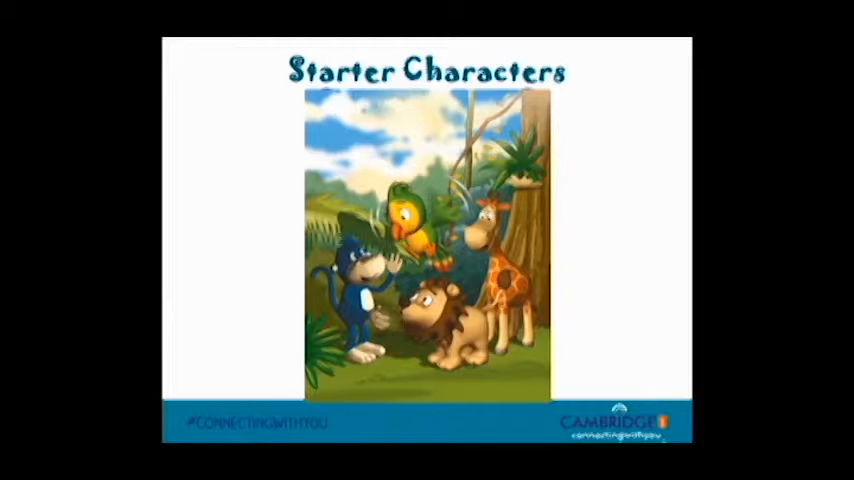 Starter Characters
#CONNECTINGWITHYOU
CAMBRIDGE
connectingwithyou